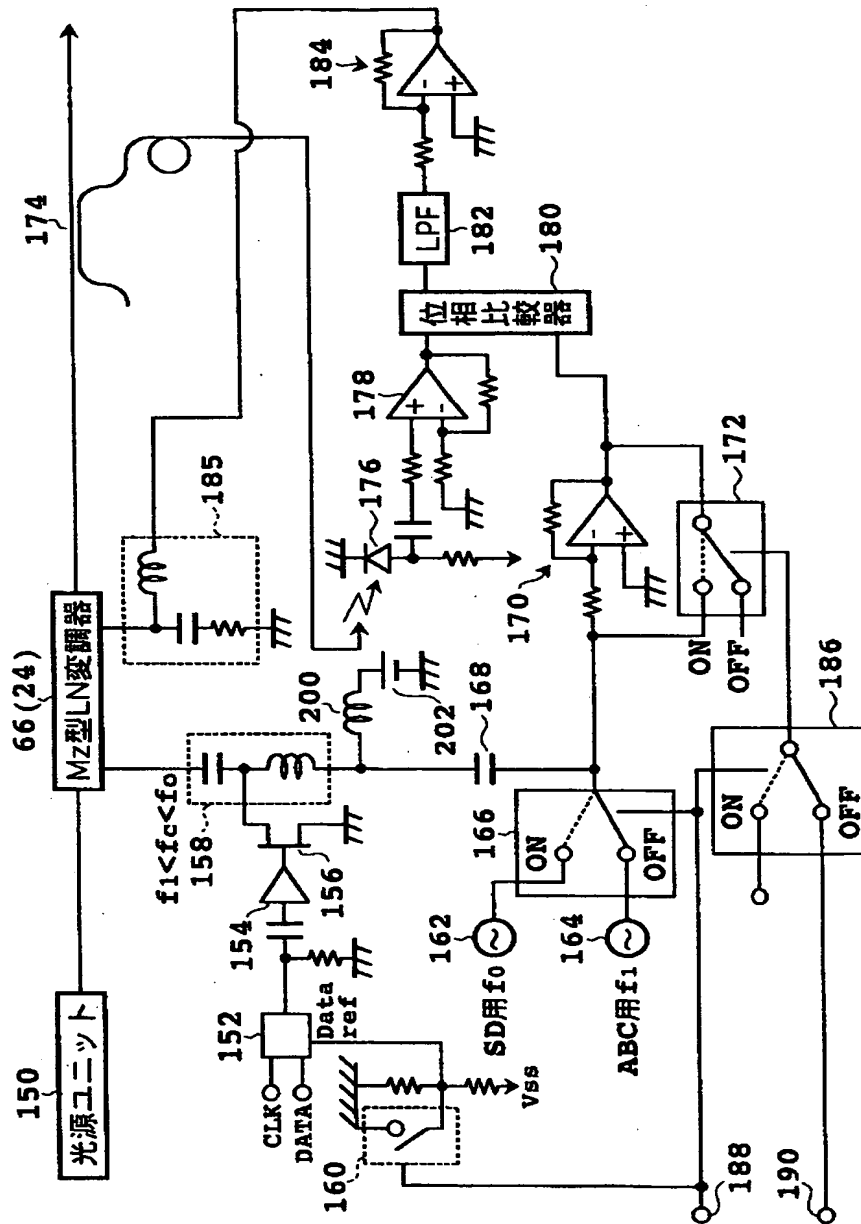 150
光源ユニット
66(24)
Mz型LN変調器
174
f1<fc<fo
158
185
184
-
+
CLK
DATA
152
Data
ref
154
156
200
202
168
176
178
+
-
LPF
182
位相比較器
180
160
Vss
162
SD用f0
164
ABC用f1
166
ON
OFF
170
-
+
172
ON
OFF
186
ON
OFF
188
190